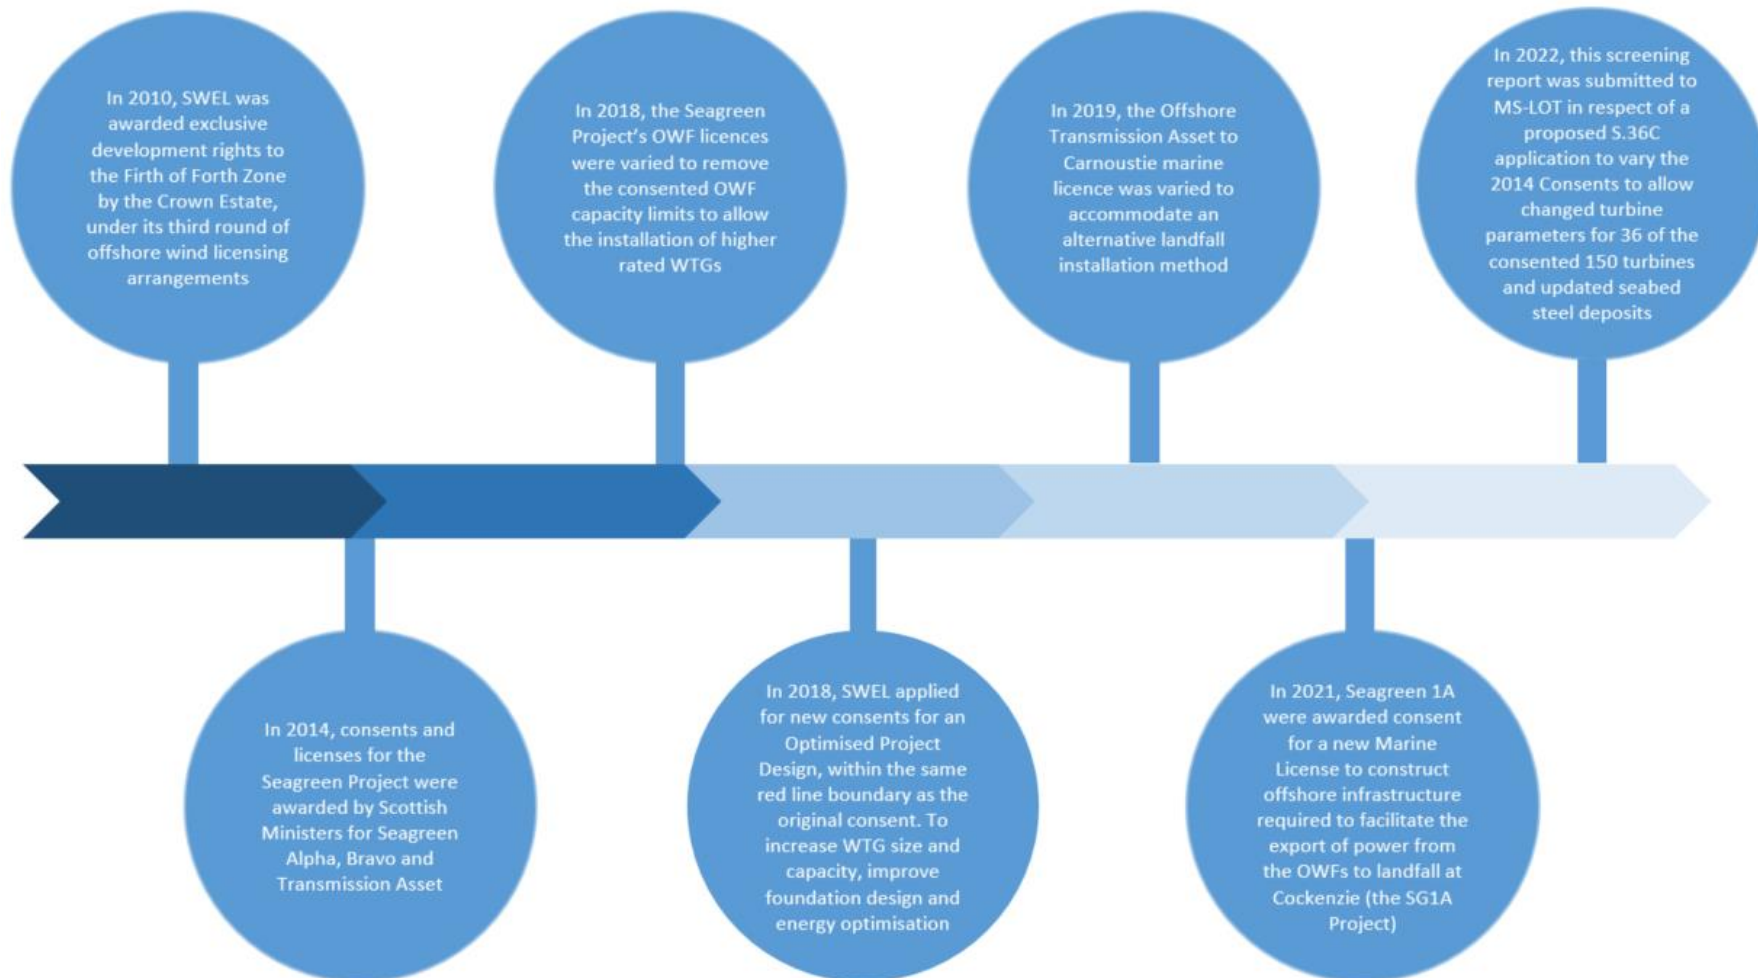 In 2010, SWEL was
awarded exclusive
development rights to
the Firth of Forth Zone
by the Crown Estate,
under its third round of
offshore wind licensing
arrangements
In 2014, consents and
licenses for the
Seagreen Project were
awarded by Scottish
Ministers for Seagreen
Alpha, Bravo and
Transmission Asset
In 2018, the Seagreen
Project's OWF licences
were varied to remove
the consented OWF
capacity limits to allow
the installation of higher
rated WTGs
In 2018, SWEL applied
for new consents for an
Optimised Project
Design, within the same
red line boundary as the
original consent. To
increase WTG size and
capacity, improve
foundation design and
energy optimisation
In 2019, the Offshore
Transmission Asset to
Carnoustie marine
licence was varied to
accommodate an
alternative landfall
installation method
In 2021, Seagreen 1A
were awarded consent
for a new Marine
License to construct
offshore infrastructure
required to facilitate the
export of power from
the OWFs to landfall at
Cockenzie (the SG1A
Project)
In 2022, this screening
report was submitted to
MS-LOT in respect of a
proposed S.36C
application to vary the
2014 Consents to allow
changed turbine
parameters for 36 of the
consented 150 turbines
and updated seabed
steel deposits